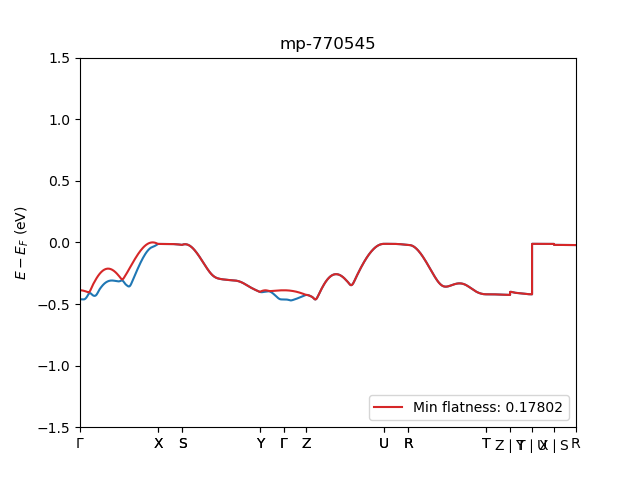 mp-770545
E − E_F (eV)
1.5
1.0
0.5
0.0
−0.5
−1.0
−1.5
Min flatness: 0.17802
Γ X S Y Γ Z U R T Z | Y T | U X | S R